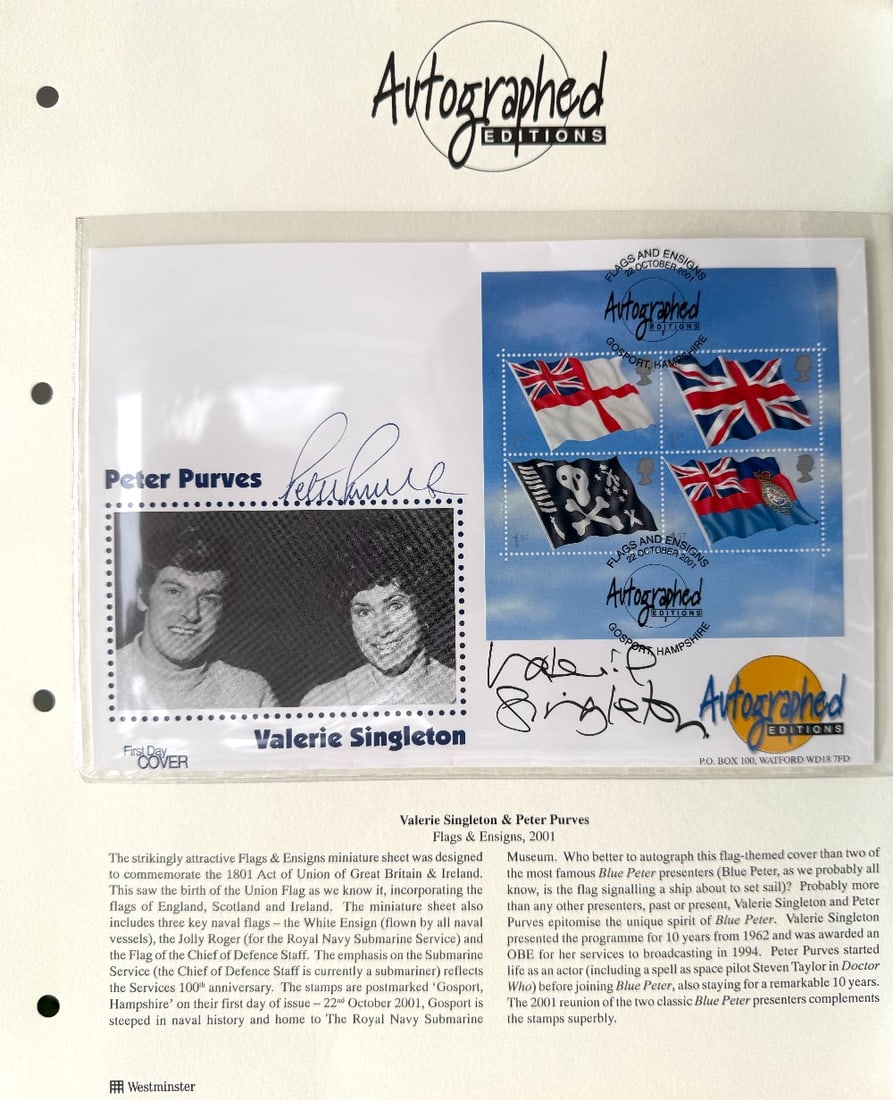 Autographed
EDITIONS
FLAGS AND ENSIGNS
22 OCTOBER 2001
Autographed
EDITIONS
GOSPORT, HAMPSHIRE
Peter Purves
Peter Purves
1ST
FLAGS AND ENSIGNS
22 OCTOBER 2001
Autographed
EDITIONS
GOSPORT, HAMPSHIRE
Valerie
Singleton
Autographed
EDITIONS
Valerie Singleton
First Day
COVER
P.O. BOX 100, WATFORD WD18 7FD
Valerie Singleton & Peter Purves
Flags & Ensigns, 2001
The strikingly attractive Flags & Ensigns miniature sheet was designed
to commemorate the 1801 Act of Union of Great Britain & Ireland.
This saw the birth of the Union Flag as we know it, incorporating the
flags of England, Scotland and Ireland. The miniature sheet also
includes three key naval flags – the White Ensign (flown by all naval
vessels), the Jolly Roger (for the Royal Navy Submarine Service) and
the Flag of the Chief of Defence Staff. The emphasis on the Submarine
Service (the Chief of Defence Staff is currently a submariner) reflects
the Services 100th anniversary. The stamps are postmarked ‘Gosport,
Hampshire’ on their first day of issue – 22nd October 2001, Gosport is
steeped in naval history and home to The Royal Navy Submarine
Museum. Who better to autograph this flag-themed cover than two of
the most famous Blue Peter presenters (Blue Peter, as we probably all
know, is the flag signalling a ship about to set sail)? Probably more
than any other presenters, past or present, Valerie Singleton and Peter
Purves epitomise the unique spirit of Blue Peter. Valerie Singleton
presented the programme for 10 years from 1962 and was awarded an
OBE for her services to broadcasting in 1994. Peter Purves started
life as an actor (including a spell as space pilot Steven Taylor in Doctor
Who) before joining Blue Peter, also staying for a remarkable 10 years.
The 2001 reunion of the two classic Blue Peter presenters complements
the stamps superbly.
Westminster